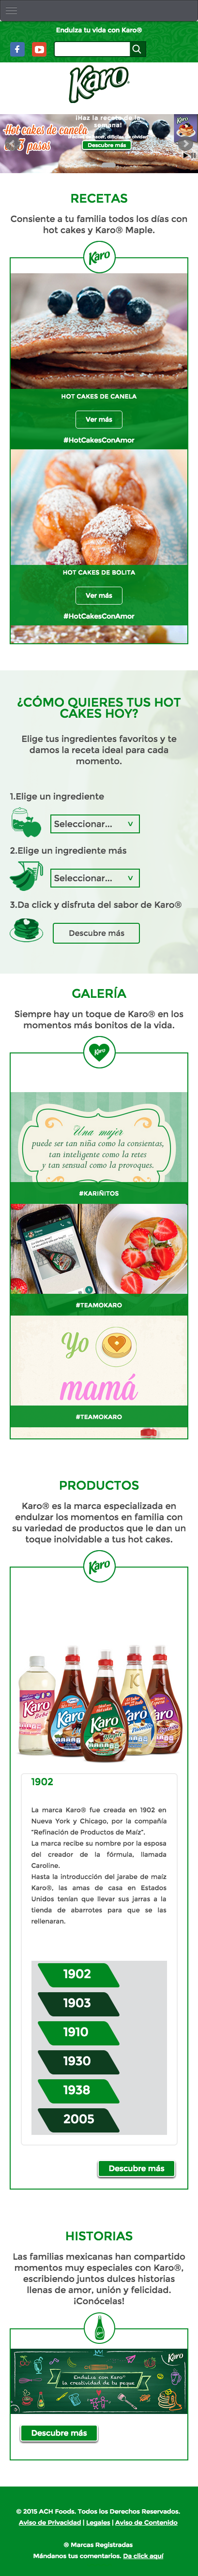 Endulza tu vida con Karo®
Karo
¡Haz la receta de la
semana!
Hot cakes de canela
3 pasos
Descubre más
RECETAS
Consiente a tu familia todos los días con
hot cakes y Karo® Maple.
Karo
HOT CAKES DE CANELA
Ver más
#HotCakesConAmor
HOT CAKES DE BOLITA
Ver más
#HotCakesConAmor
¿CÓMO QUIERES TUS HOT
CAKES HOY?
Elige tus ingredientes favoritos y te
damos la receta ideal para cada
momento.
1.Elige un ingrediente
Seleccionar...
2.Elige un ingrediente más
Seleccionar...
3.Da click y disfruta del sabor de Karo®
Descubre más
GALERÍA
Siempre hay un toque de Karo® en los
momentos más bonitos de la vida.
Karo
Una mujer
puede ser tan niña como la consientas,
tan inteligente como la retes
y tan sensual como la provoques.
#KARIÑITOS
#TEAMOKARO
Yo
mamá
#TEAMOKARO
PRODUCTOS
Karo® es la marca especializada en
endulzar los momentos en familia con
su variedad de productos que le dan un
toque inolvidable a tus hot cakes.
Karo
Karo Karo Karo Karo Karo
1902
La marca Karo® fue creada en 1902 en
Nueva York y Chicago, por la compañía
"Refinación de Productos de Maíz".
La marca recibe su nombre por la esposa
del creador de la fórmula, llamada
Caroline.
Hasta la introducción del jarabe de maíz
Karo®, las amas de casa en Estados
Unidos tenían que llevar sus jarras a la
tienda de abarrotes para que se las
rellenaran.
1902
1903
1910
1930
1938
2005
Descubre más
HISTORIAS
Las familias mexicanas han compartido
momentos muy especiales con Karo®,
escribiendo juntos dulces historias
llenas de amor, unión y felicidad.
¡Conócelas!
Karo
Endulza con Karo®
la creatividad de tu peque
Descubre más
© 2015 ACH Foods. Todos los Derechos Reservados.
Aviso de Privacidad | Legales | Aviso de Contenido
® Marcas Registradas
Mándanos tus comentarios. Da click aquí